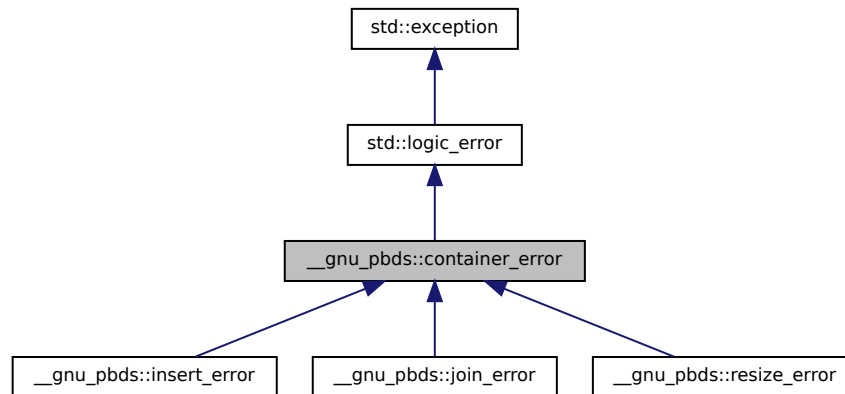 std::exception
std::logic_error
__gnu_pbds::container_error
__gnu_pbds::insert_error
__gnu_pbds::join_error
__gnu_pbds::resize_error